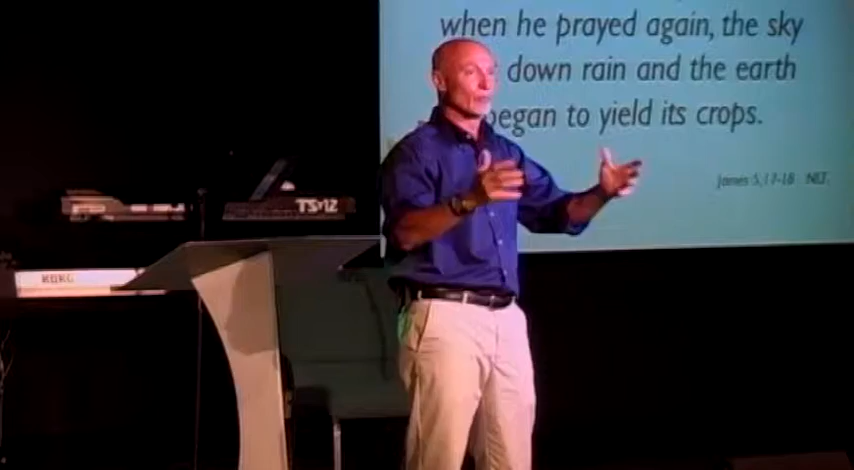 when he prayed again, the sky
down rain and the earth
began to yield its crops.
James 5,17-18 NLT
TS12
KORG